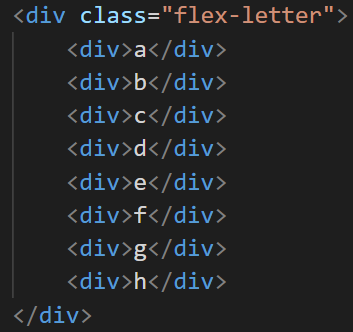 <div class="flex-letter">
    <div>a</div>
    <div>b</div>
    <div>c</div>
    <div>d</div>
    <div>e</div>
    <div>f</div>
    <div>g</div>
    <div>h</div>
</div>